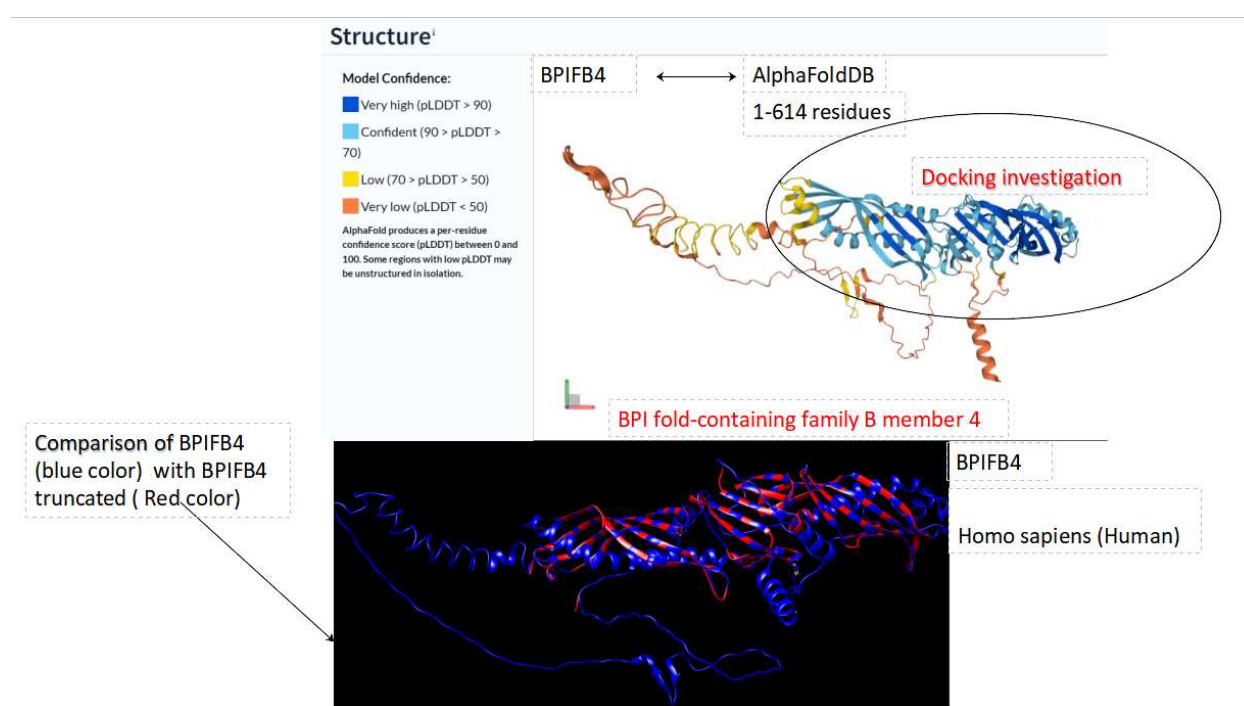 Structureⁱ
Model Confidence:
Very high (pLDDT > 90)
Confident (90 > pLDDT >
70)
Low (70 > pLDDT > 50)
Very low (pLDDT < 50)
AlphaFold produces a per-residue
confidence score (pLDDT) between 0 and
100. Some regions with low pLDDT may
be unstructured in isolation.
BPIFB4
AlphaFoldDB
1-614 residues
Docking investigation
BPI fold-containing family B member 4
Comparison of BPIFB4
(blue color) with BPIFB4
truncated ( Red color)
BPIFB4
Homo sapiens (Human)